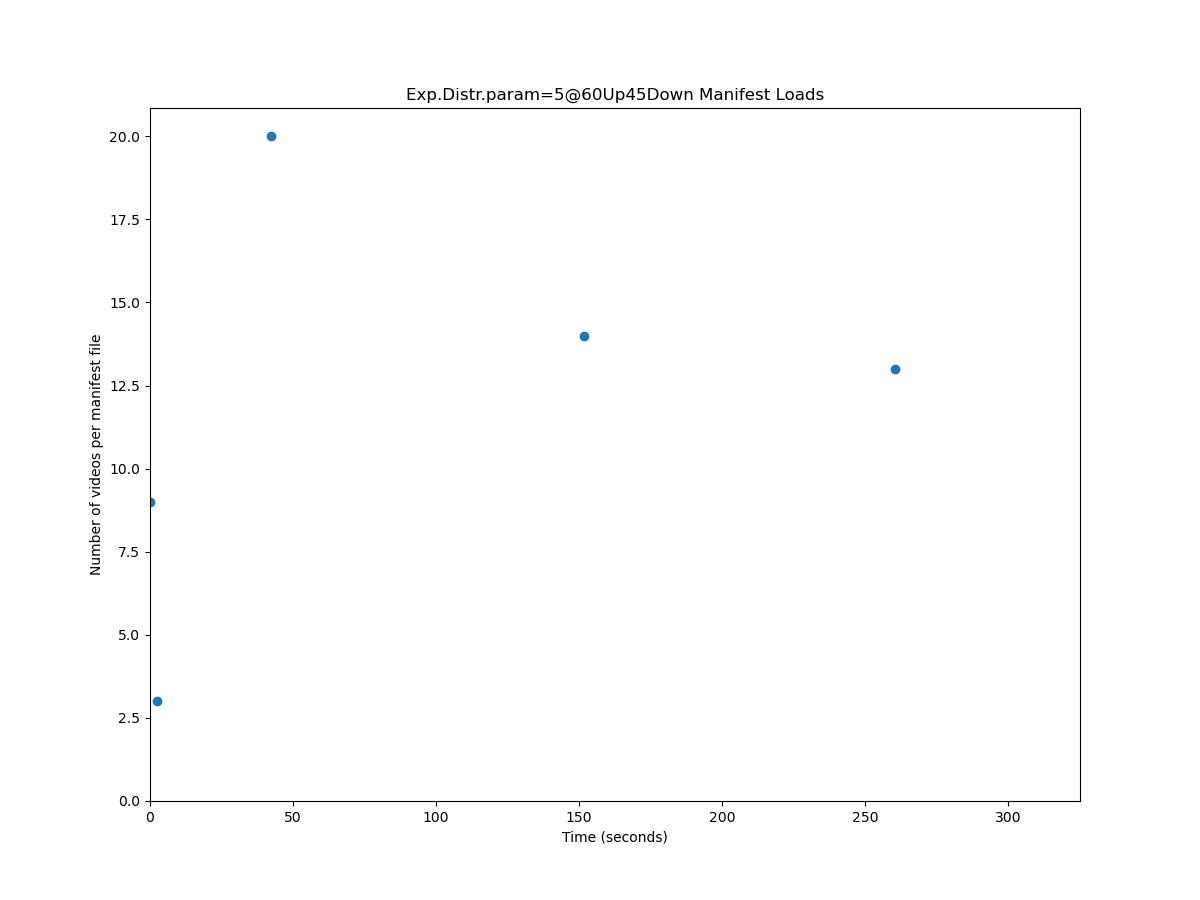 Exp.Distr.param=5@60Up45Down Manifest Loads
20.0
17.5
15.0
12.5
10.0
7.5
5.0
2.5
0.0
Number of videos per manifest file
0 50 100 150 200 250 300
Time (seconds)